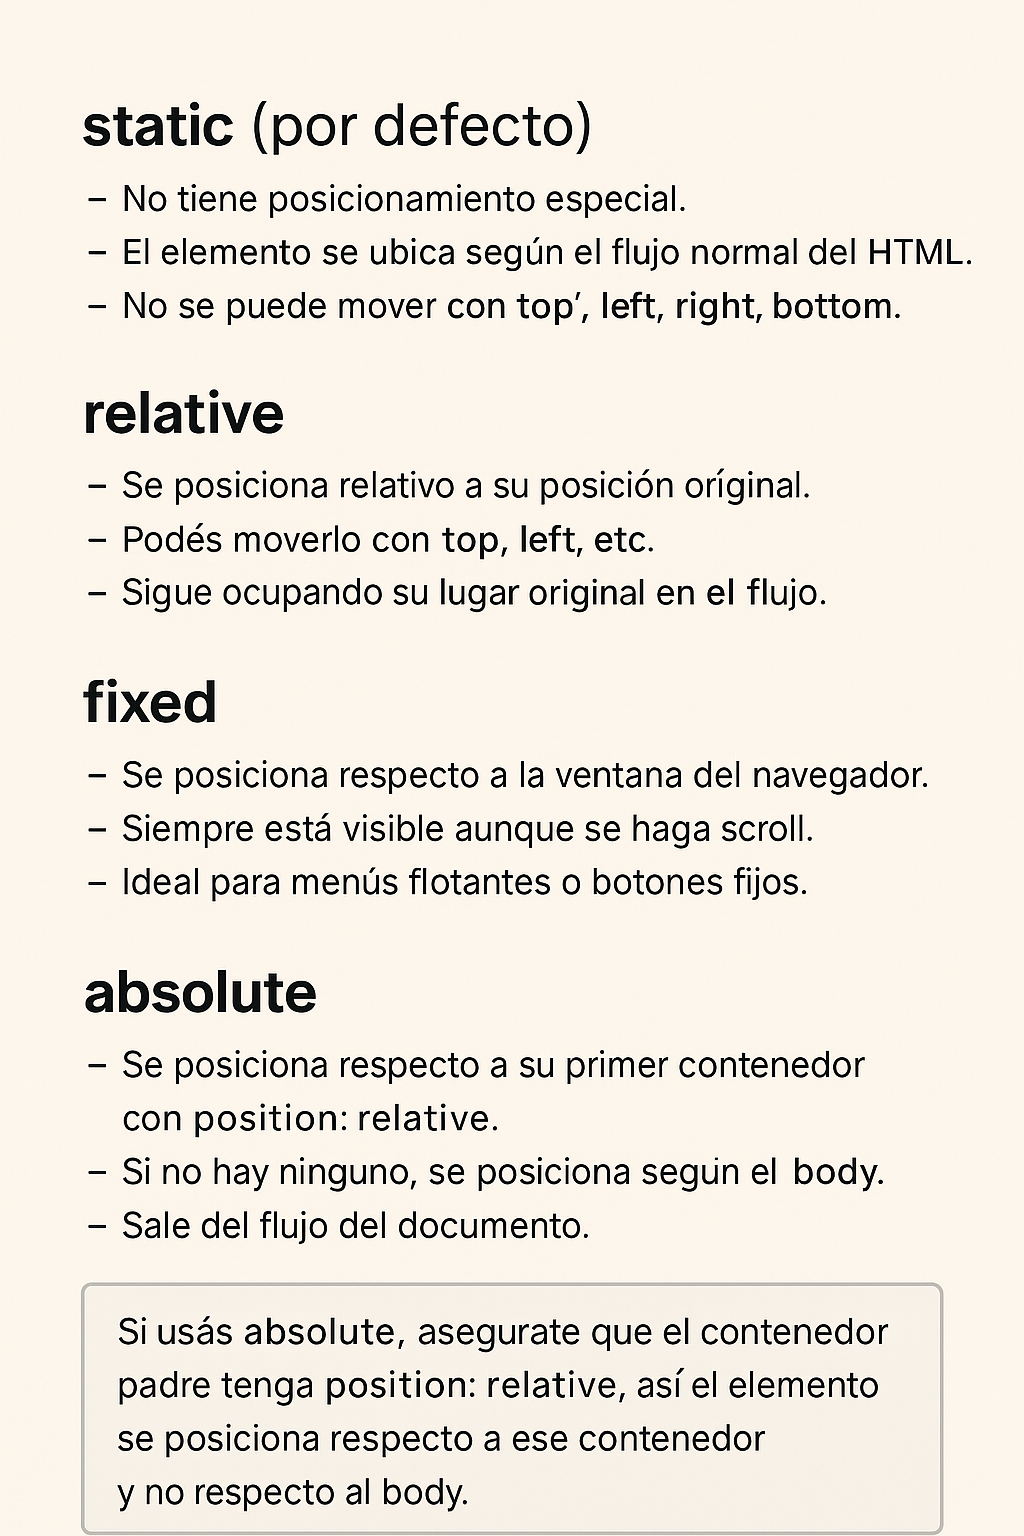 static (por defecto)
– No tiene posicionamiento especial.
– El elemento se ubica según el flujo normal del HTML.
– No se puede mover con top’, left, right, bottom.
relative
– Se posiciona relativo a su posición oríginal.
– Podés moverlo con top, left, etc.
– Sigue ocupando su lugar original en el flujo.
fixed
– Se posiciona respecto a la ventana del navegador.
– Siempre está visible aunque se haga scroll.
– Ideal para menús flotantes o botones fijos.
absolute
– Se posiciona respecto a su primer contenedor
con position: relative.
– Si no hay ninguno, se posiciona según el body.
– Sale del flujo del documento.
Si usás absolute, asegurate que el contenedor
padre tenga position: relative, así el elemento
se posiciona respecto a ese contenedor
y no respecto al body.